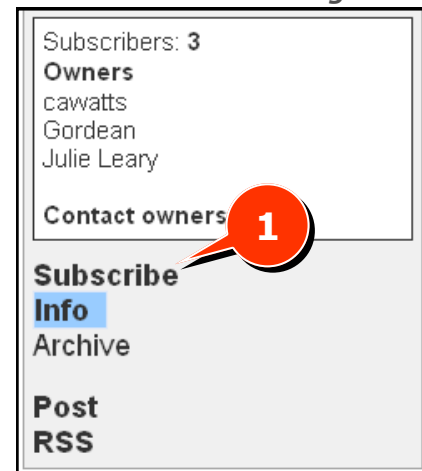 Subscribers: 3
Owners
cawatts
Gordean
Julie Leary
Contact owners
1
Subscribe
Info
Archive
Post
RSS